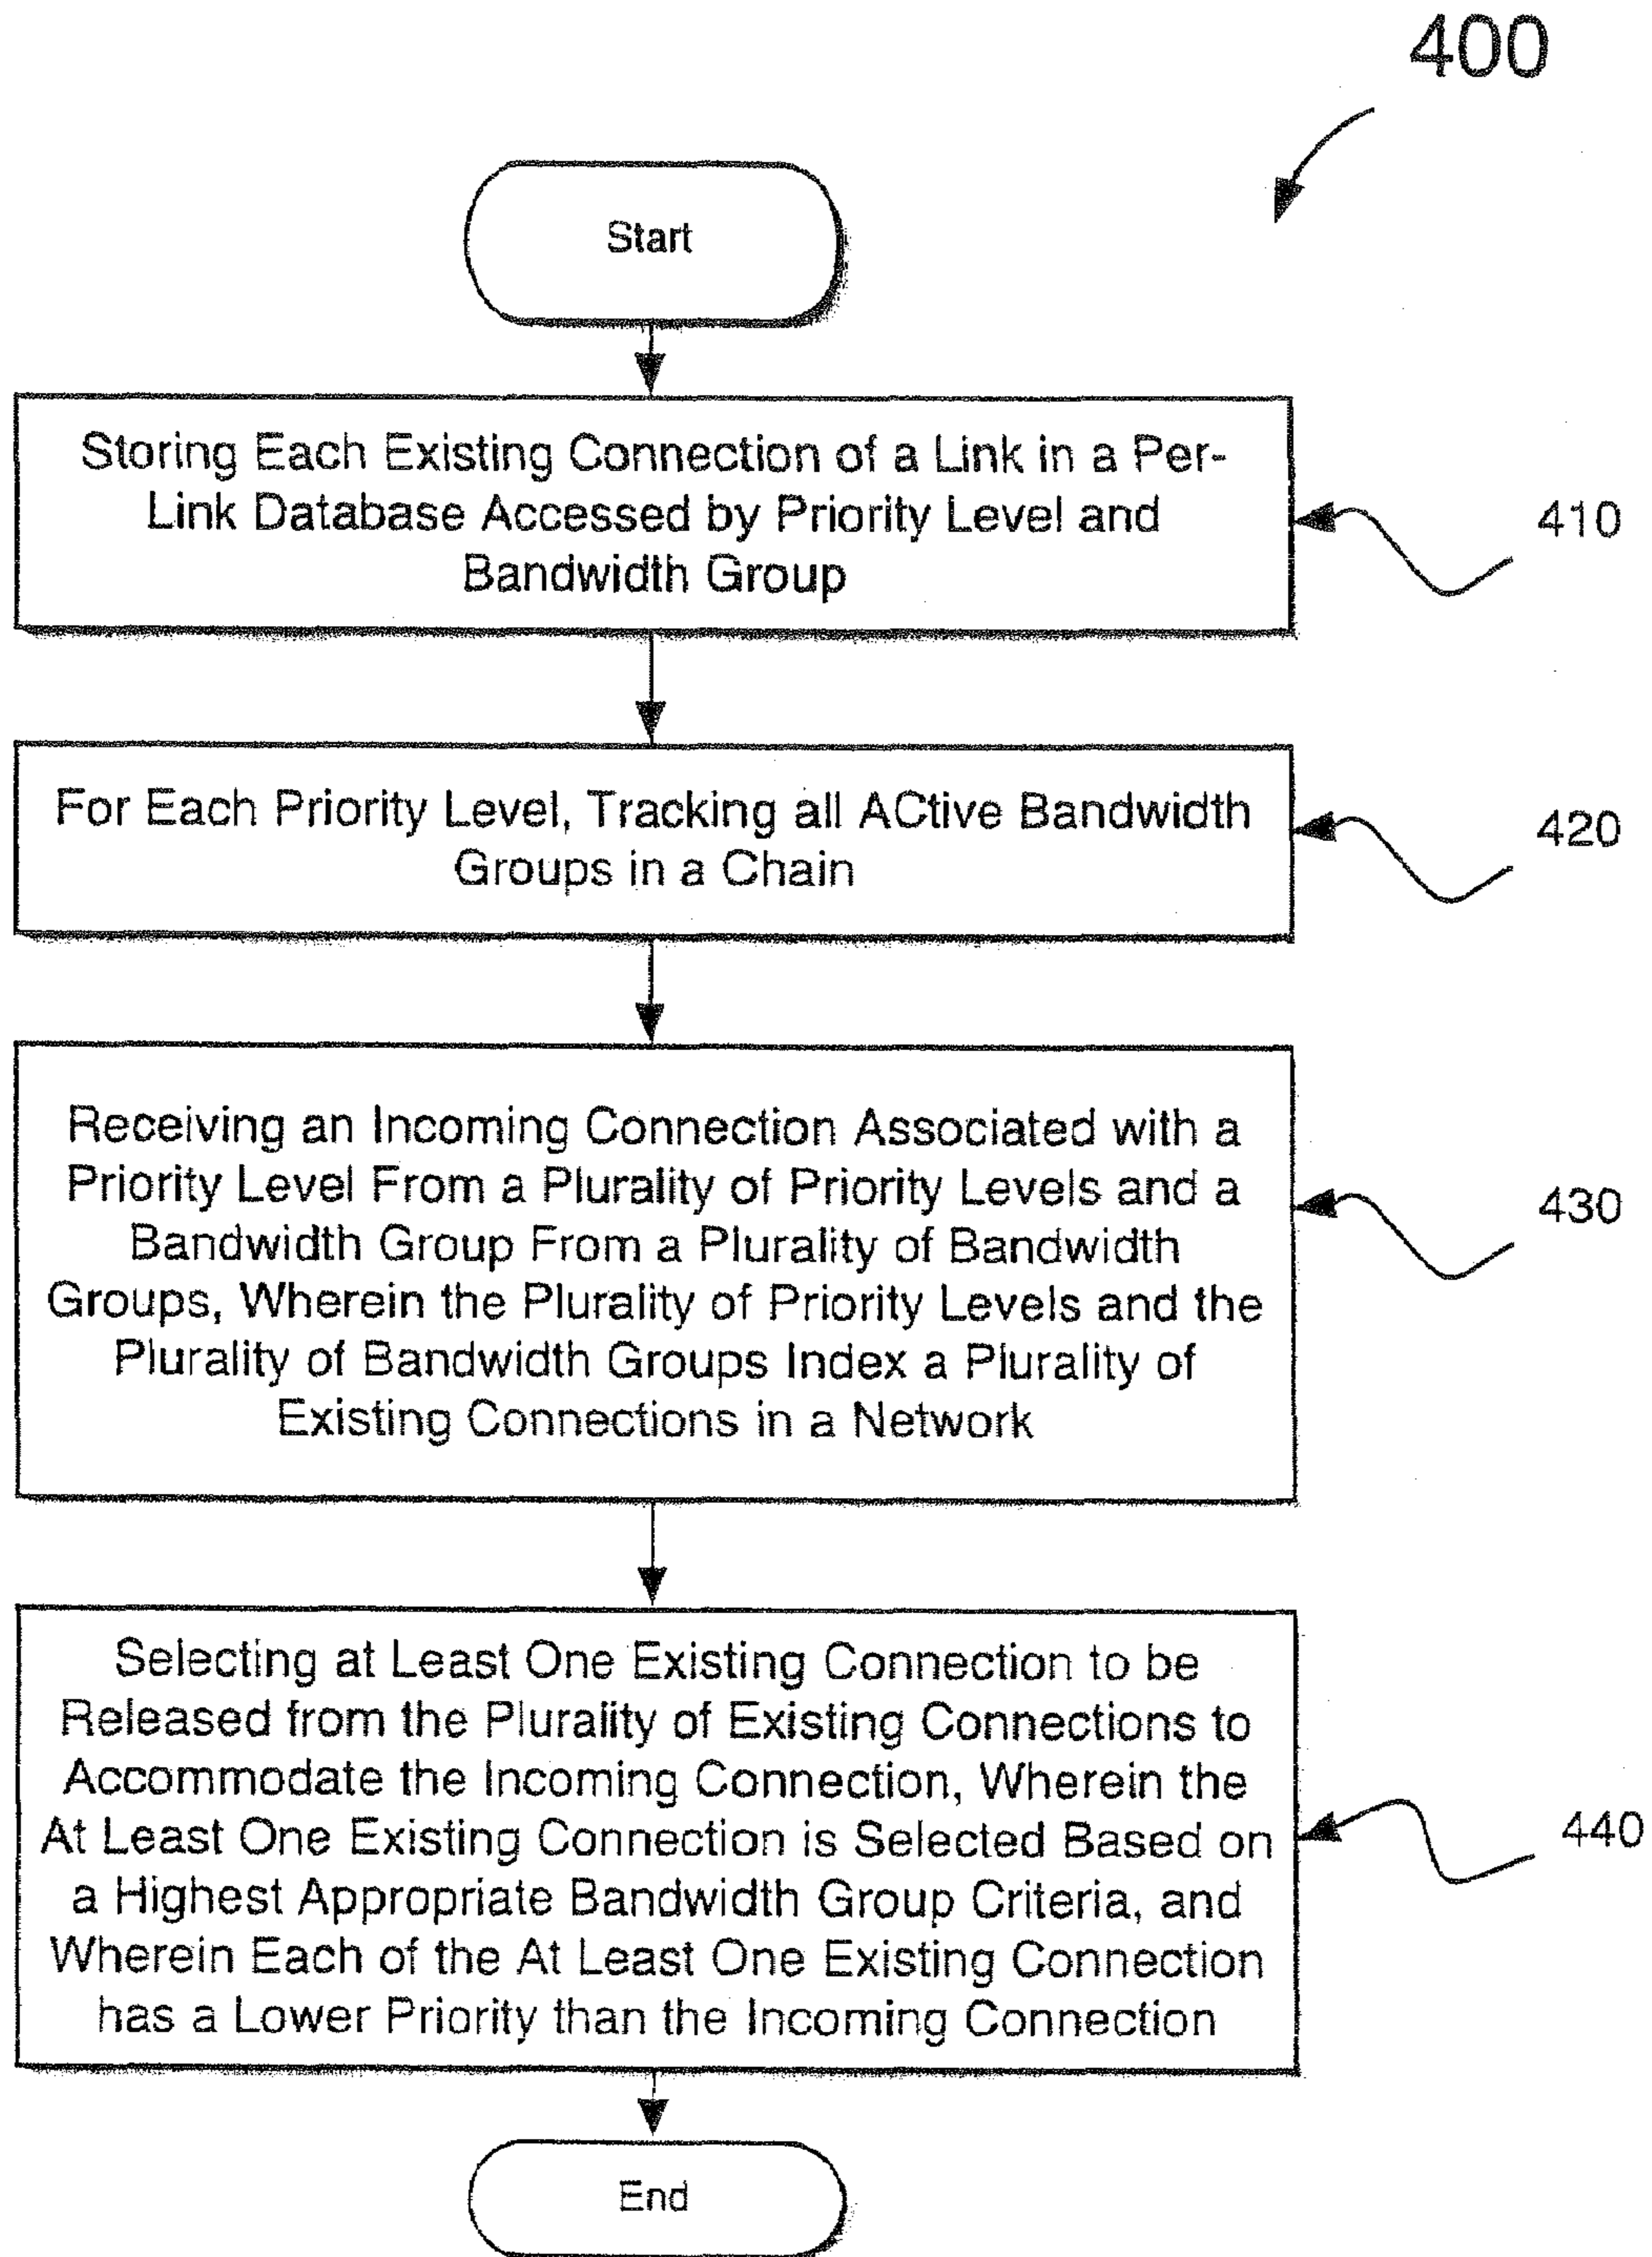 400
Start
Storing Each Existing Connection of a Link in a Per-
Link Database Accessed by Priority Level and
Bandwidth Group
410
For Each Priority Level, Tracking all ACtive Bandwidth
Groups in a Chain
420
Receiving an Incoming Connection Associated with a
Priority Level From a Plurality of Priority Levels and a
Bandwidth Group From a Plurality of Bandwidth
Groups, Wherein the Plurality of Priority Levels and the
Plurality of Bandwidth Groups Index a Plurality of
Existing Connections in a Network
430
Selecting at Least One Existing Connection to be
Released from the Plurality of Existing Connections to
Accommodate the Incoming Connection, Wherein the
At Least One Existing Connection is Selected Based on
a Highest Appropriate Bandwidth Group Criteria, and
Wherein Each of the At Least One Existing Connection
has a Lower Priority than the Incoming Connection
440
End